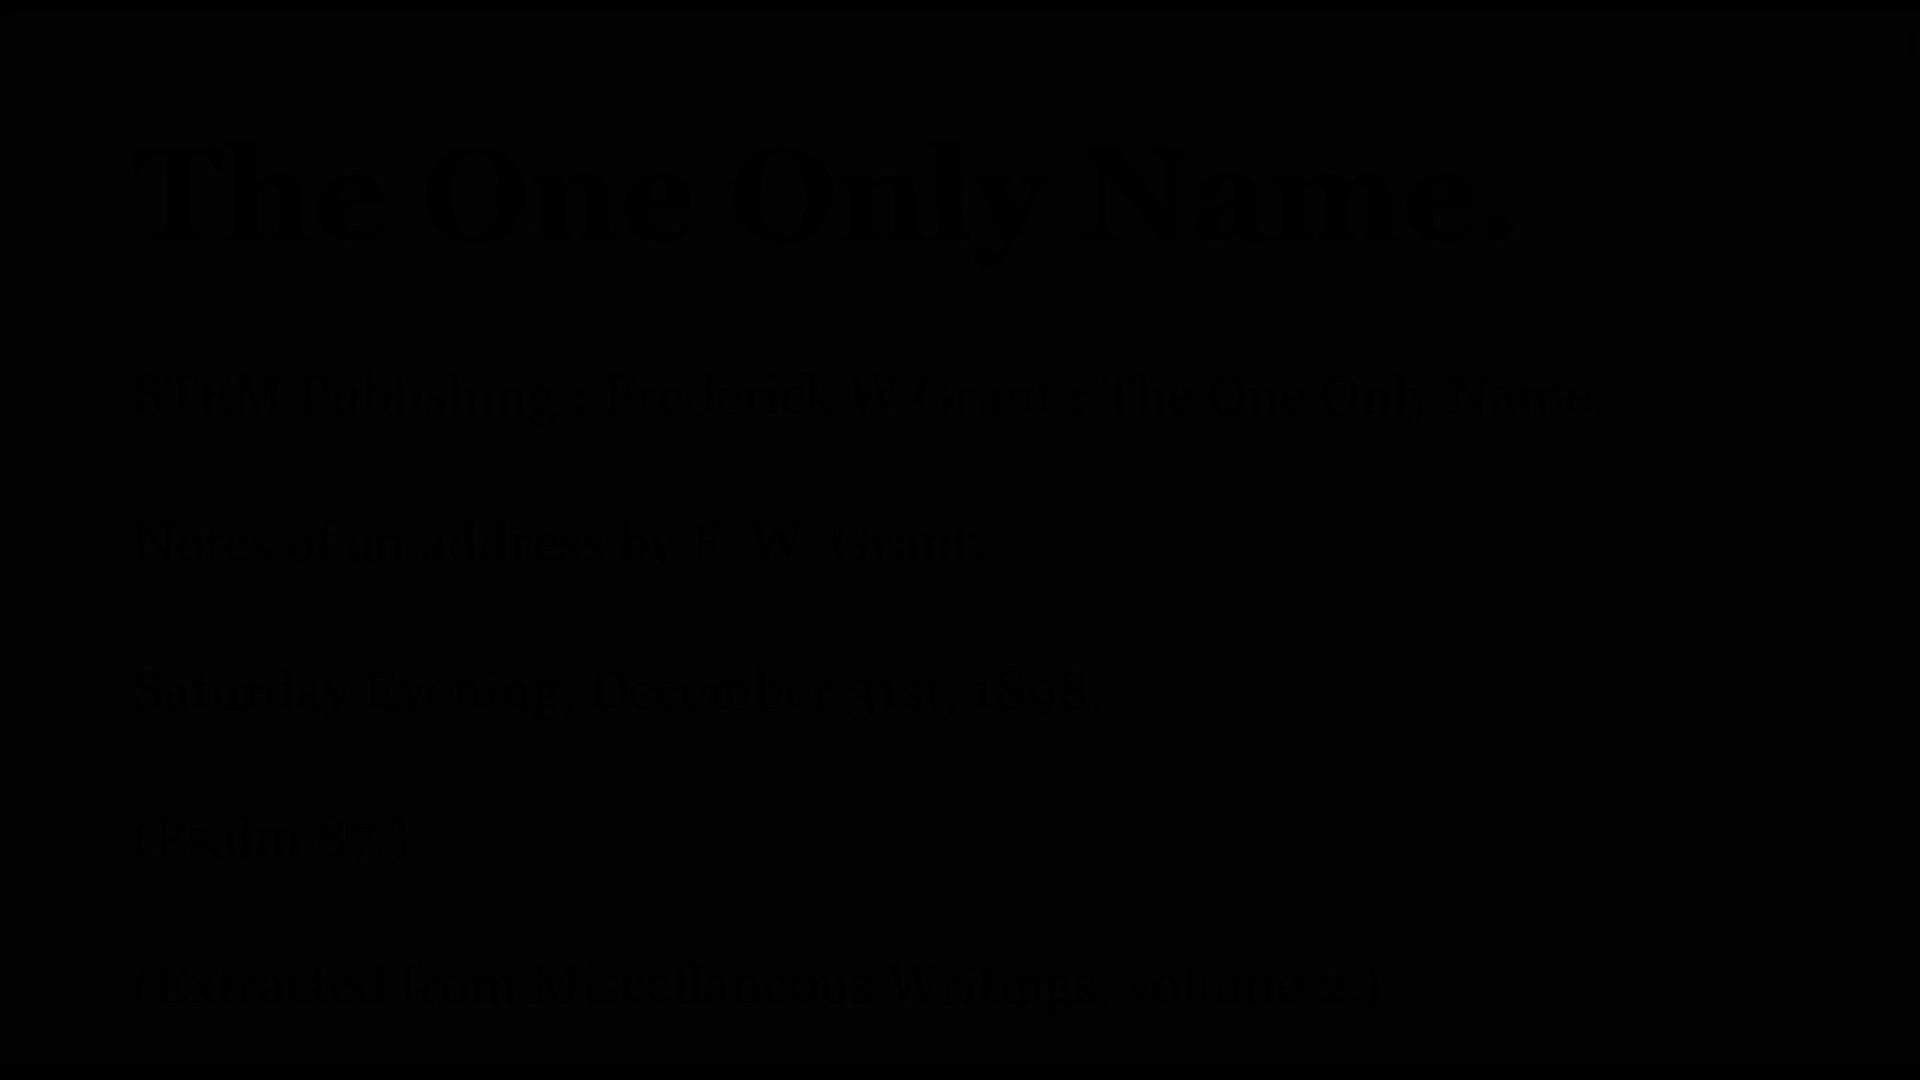 The One Only Name.
STEM Publishing : Frederick W Grant : The One Only Name.
Notes of an address by F. W. Grant.
Saturday Evening, December 31st, 1898.
(Psalm 87.)
(Extracted from Miscellaneous Writings, volume 2.)